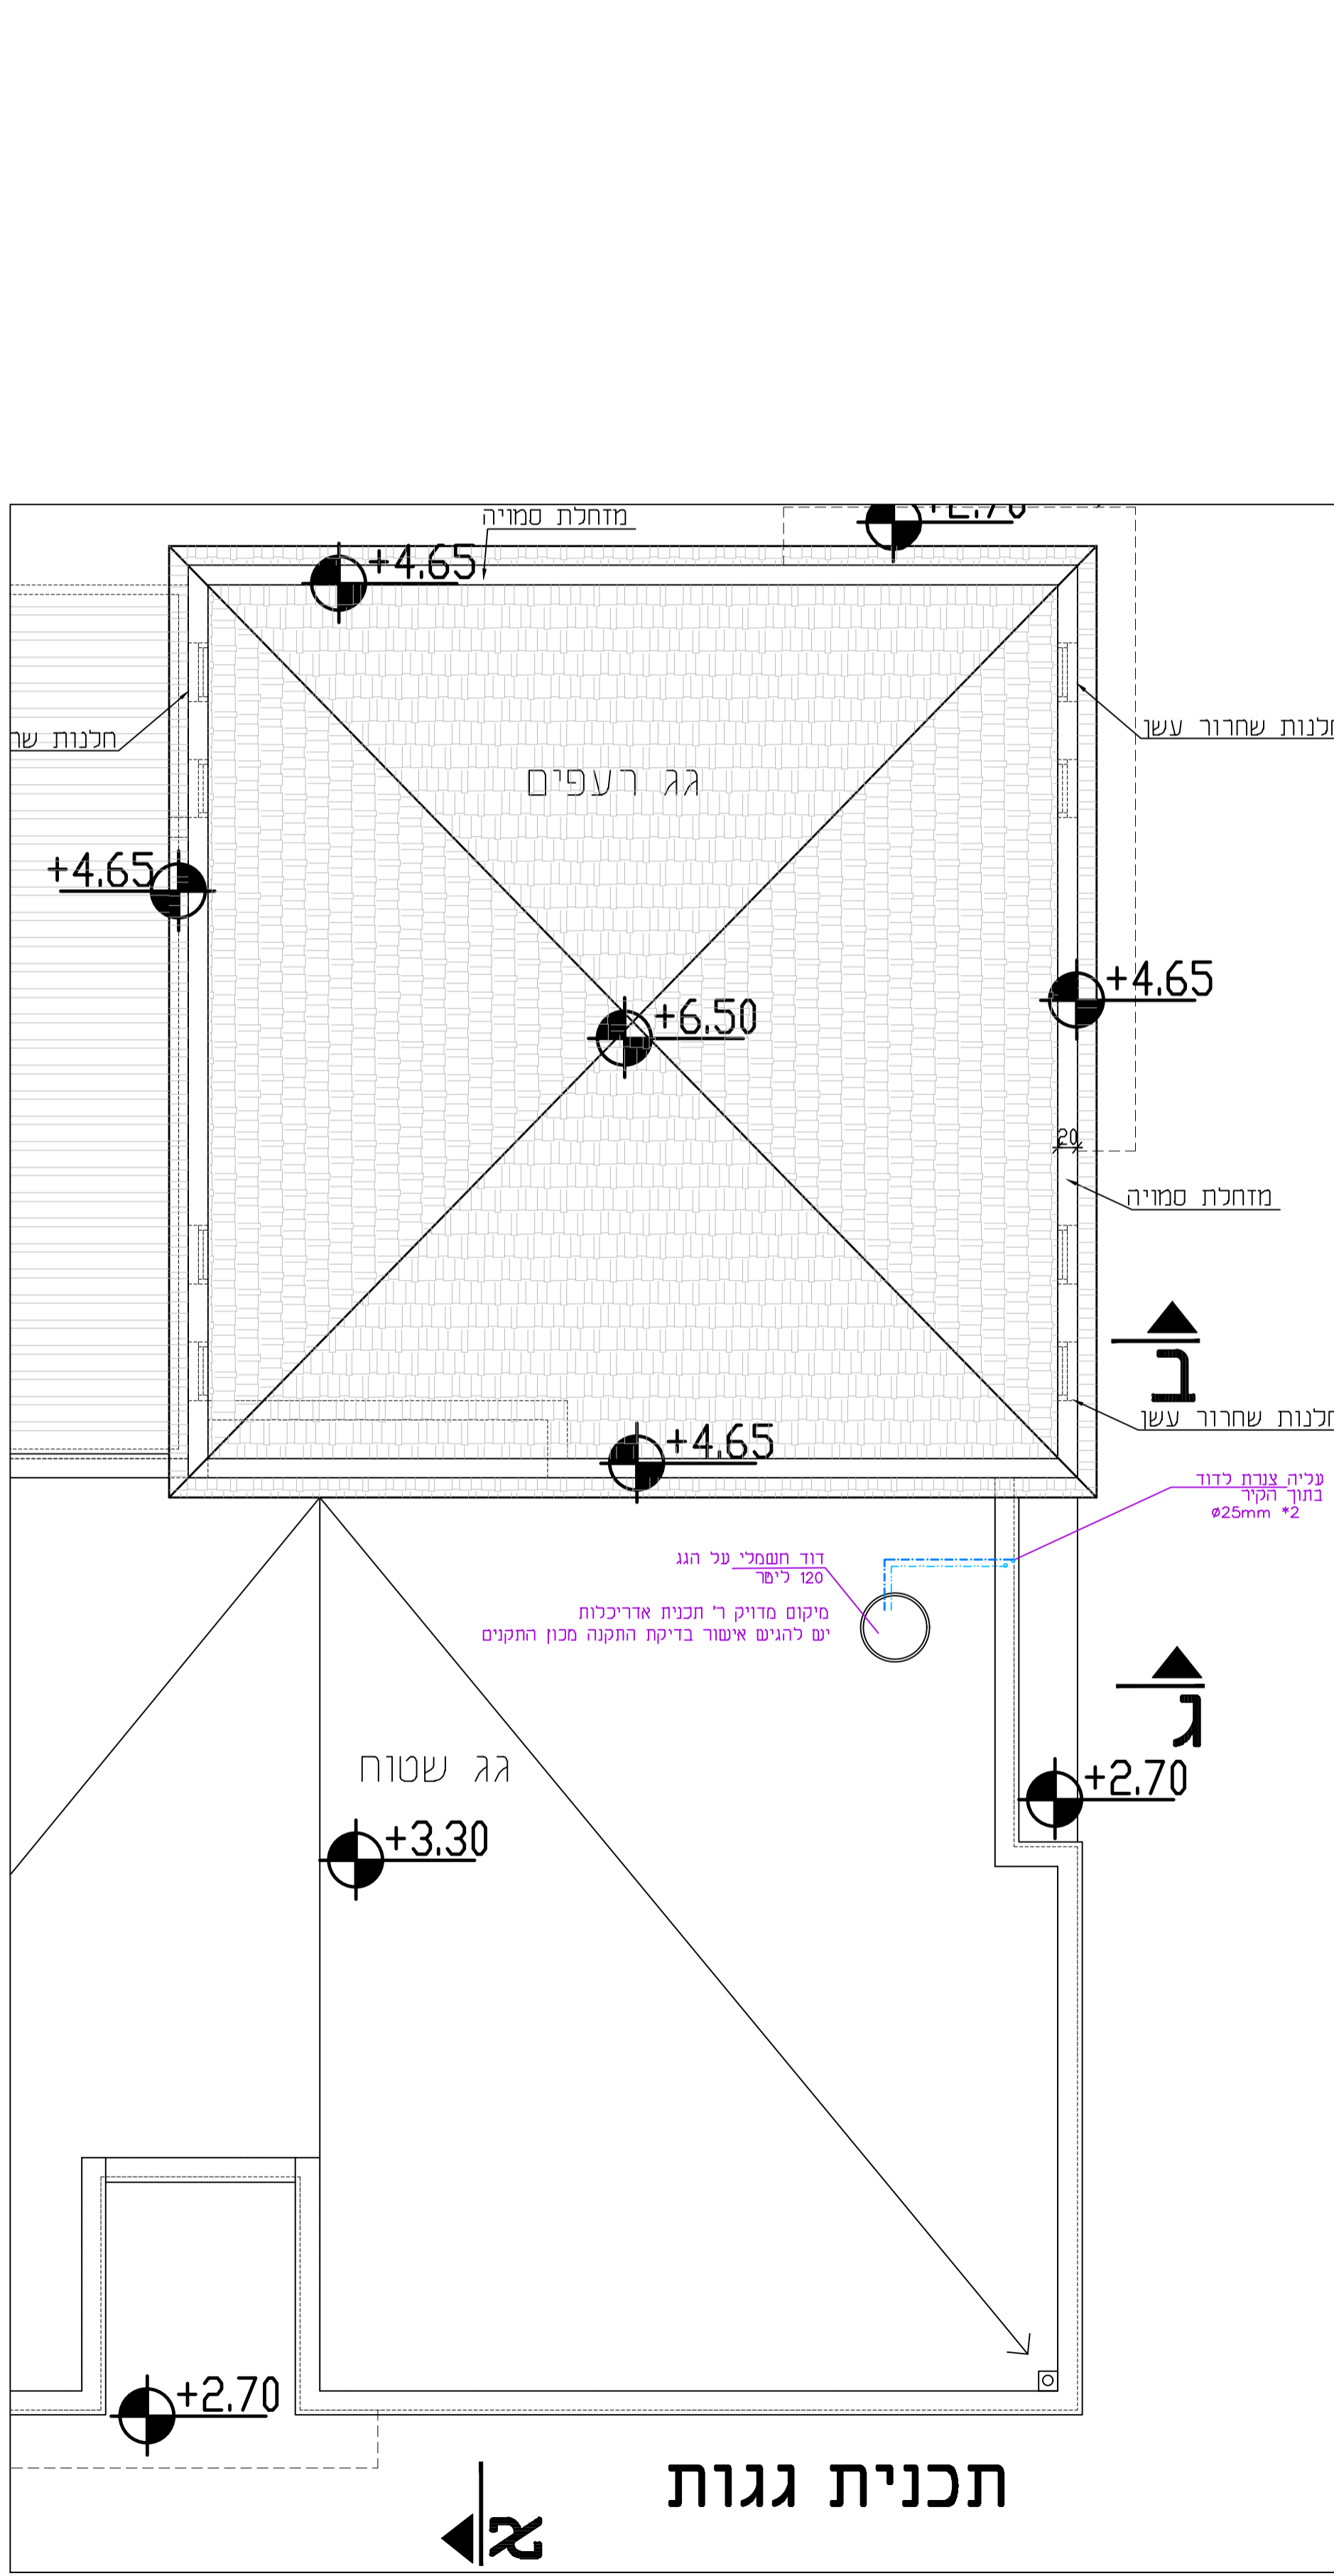 מזחלת סמויה
+4.65
חלנות שחרור עשן
גג רעפים
+4.65
+4.65
+6.50
20
מזחלת סמויה
ב
חלנות שחרור עשן
+4.65
עליה צנרת לדוד
בתוך הקיר
ø25mm *2
דוד חשמלי על הגג
120 ליטר
מיקום מדויק ר' תכנית אדריכלות
יש להגיש אישור בדיקת התקנה מכון התקנים
ג
גג שטוח
+2.70
+3.30
+2.70
תכנית גגות
א